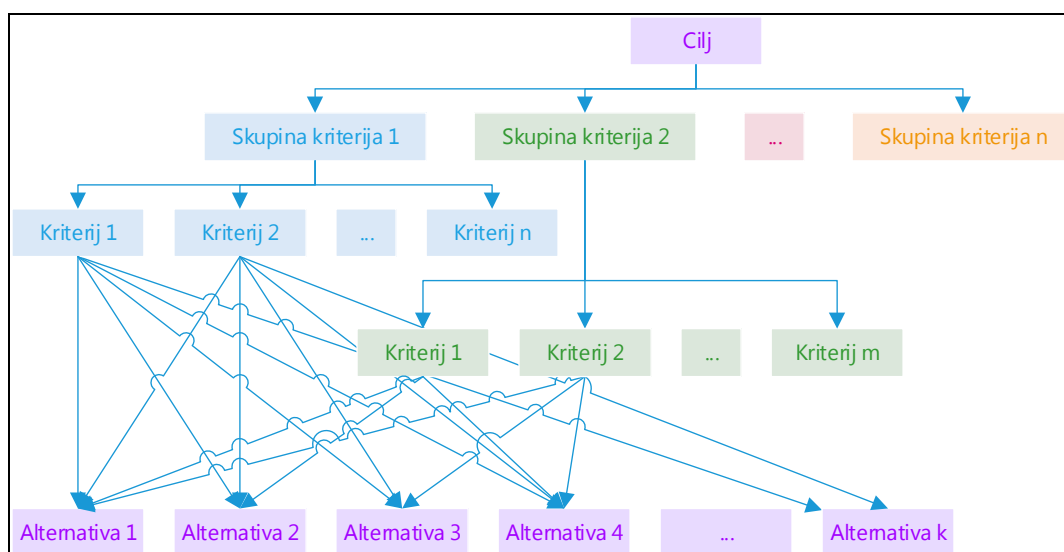 Cilj
Skupina kriterija 1
Skupina kriterija 2
...
Skupina kriterija n
Kriterij 1
Kriterij 2
...
Kriterij n
Kriterij 1
Kriterij 2
...
Kriterij m
Alternativa 1
Alternativa 2
Alternativa 3
Alternativa 4
...
Alternativa k